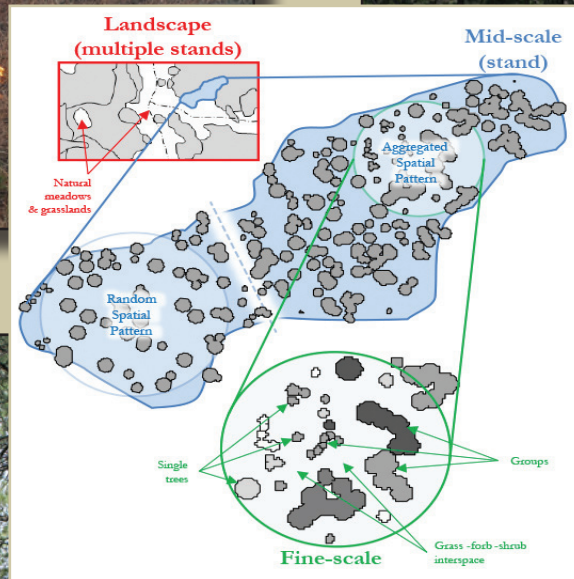 Landscape
(multiple stands)
Mid-scale
(stand)
Natural
meadows
& grasslands
Aggregated
Spatial
Pattern
Random
Spatial
Pattern
Single
trees
Groups
Grass -forb -shrub
interspace
Fine-scale